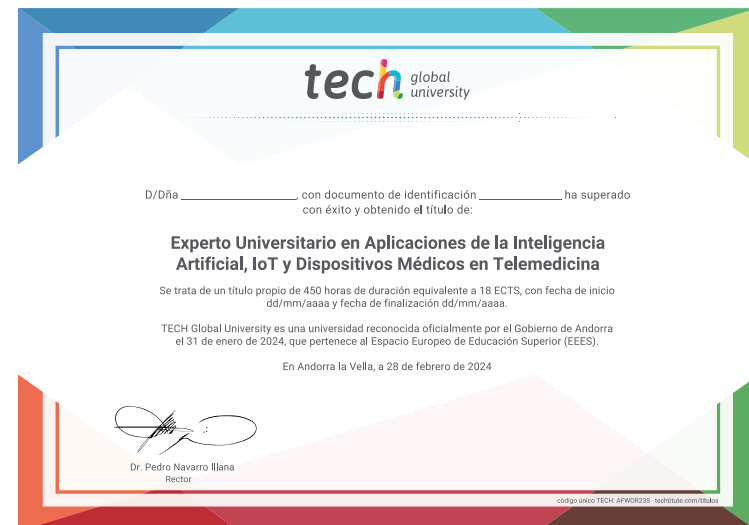 tech global
university
D/Dña ____________________, con documento de identificación ______________ ha superado
con éxito y obtenido el título de:
Experto Universitario en Aplicaciones de la Inteligencia
Artificial, IoT y Dispositivos Médicos en Telemedicina
Se trata de un título propio de 450 horas de duración equivalente a 18 ECTS, con fecha de inicio
dd/mm/aaaa y fecha de finalización dd/mm/aaaa.
TECH Global University es una universidad reconocida oficialmente por el Gobierno de Andorra
el 31 de enero de 2024, que pertenece al Espacio Europeo de Educación Superior (EEES).
En Andorra la Vella, a 28 de febrero de 2024
Dr. Pedro Navarro Illana
Rector
código único TECH: AFWOR23S techtitute.com/titulos